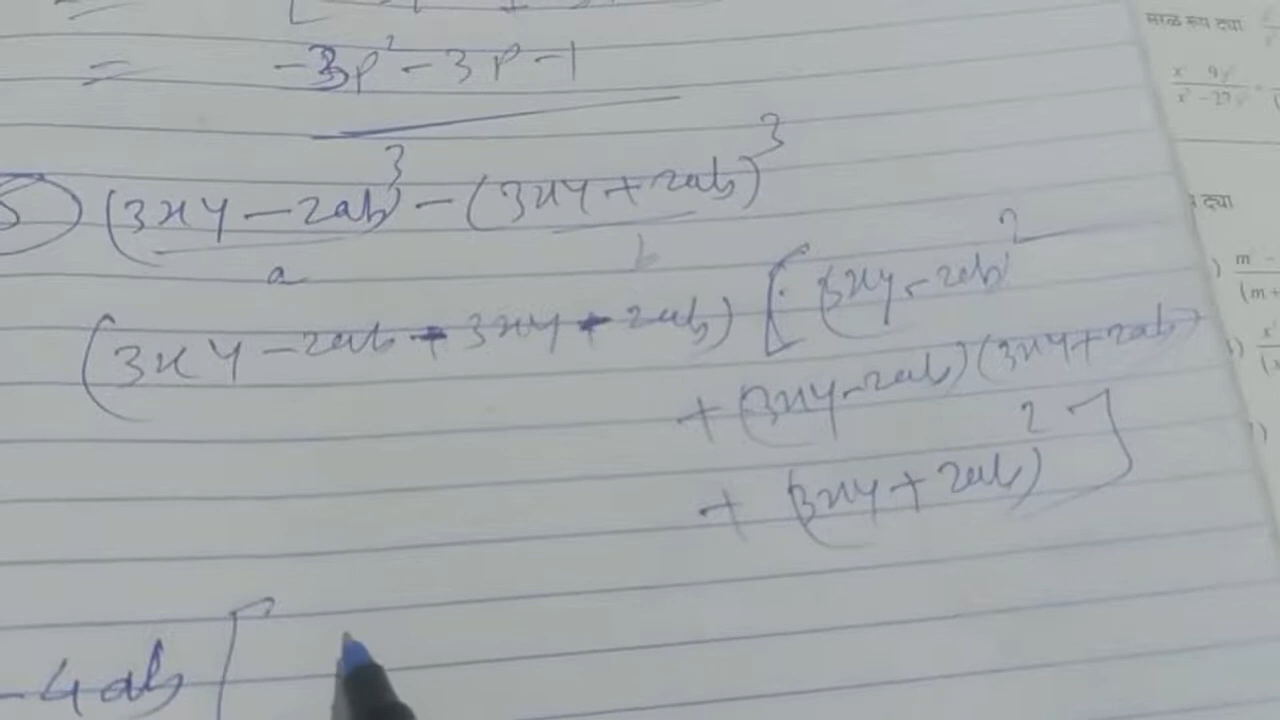 = -3p² - 3p - 1
5) (3xy - 2ab)³ - (3xy + 2ab)³
a b
(3xy - 2ab - 3xy - 2ab) [(3xy - 2ab)²
+ (3xy - 2ab)(3xy + 2ab)
+ (3xy + 2ab)²]
- 4ab [
सरळ रूप द्या